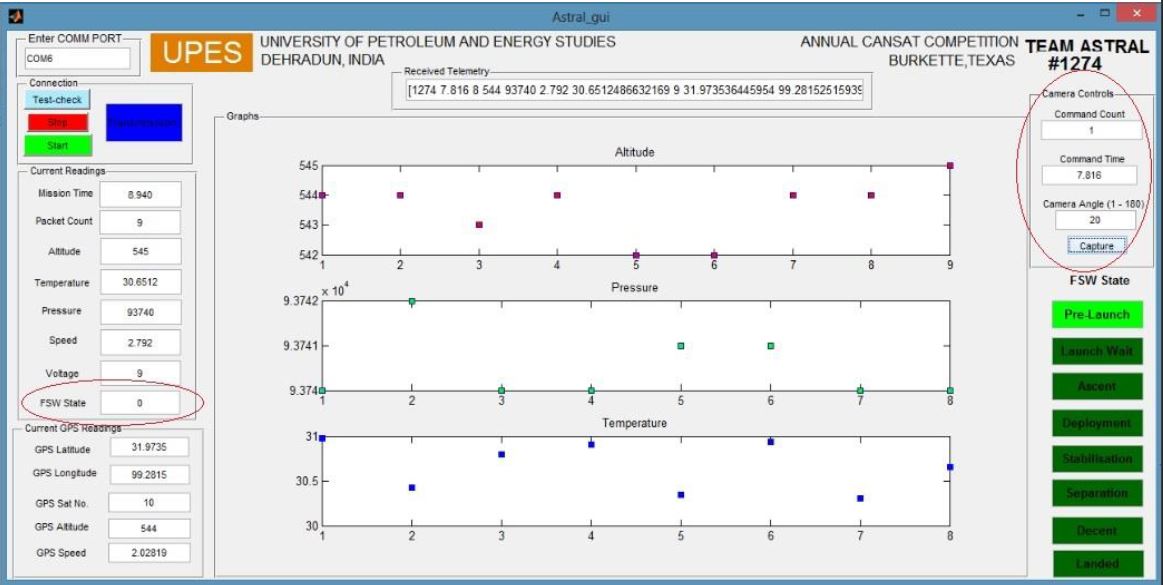 Astral_gui
Enter COMM PORT
COM6
UPES
UNIVERSITY OF PETROLEUM AND ENERGY STUDIES
DEHRADUN, INDIA
ANNUAL CANSAT COMPETITION
BURKETTE,TEXAS
TEAM ASTRAL
#1274
Received Telemetry
[1274 7.816 8 544 93740 2.792 30.6512486632169 9 31.973536445954 99.28152515939
Connection
Test-check
Stop
Start
Current Readings
Mission Time 8.940
Packet Count 9
Altitude 545
Temperature 30.6512
Pressure 93740
Speed 2.792
Voltage 9
FSW State 0
Current GPS Readings
GPS Latitude 31.9735
GPS Longitude 99.2815
GPS Sat No. 10
GPS Altitude 544
GPS Speed 2.02819
Graphs
Altitude
545
544
543
542
1 2 3 4 5 6 7 8 9
Pressure
x 10^4
9.3742
9.3741
9.374
1 2 3 4 5 6 7 8
Temperature
31
30.5
30
1 2 3 4 5 6 7 8
Camera Controls
Command Count
1
Command Time
7.816
Camera Angle (1 - 180)
20
Capture
FSW State
Pre-Launch
Launch Wait
Ascent
Deployment
Stabilisation
Separation
Decent
Landed